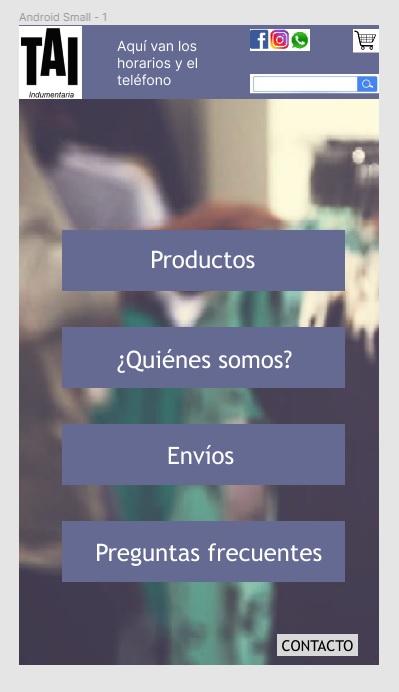 Android Small - 1
TAI
Indumentaria
Aquí van los
horarios y el
teléfono
Productos
¿Quiénes somos?
Envíos
Preguntas frecuentes
CONTACTO